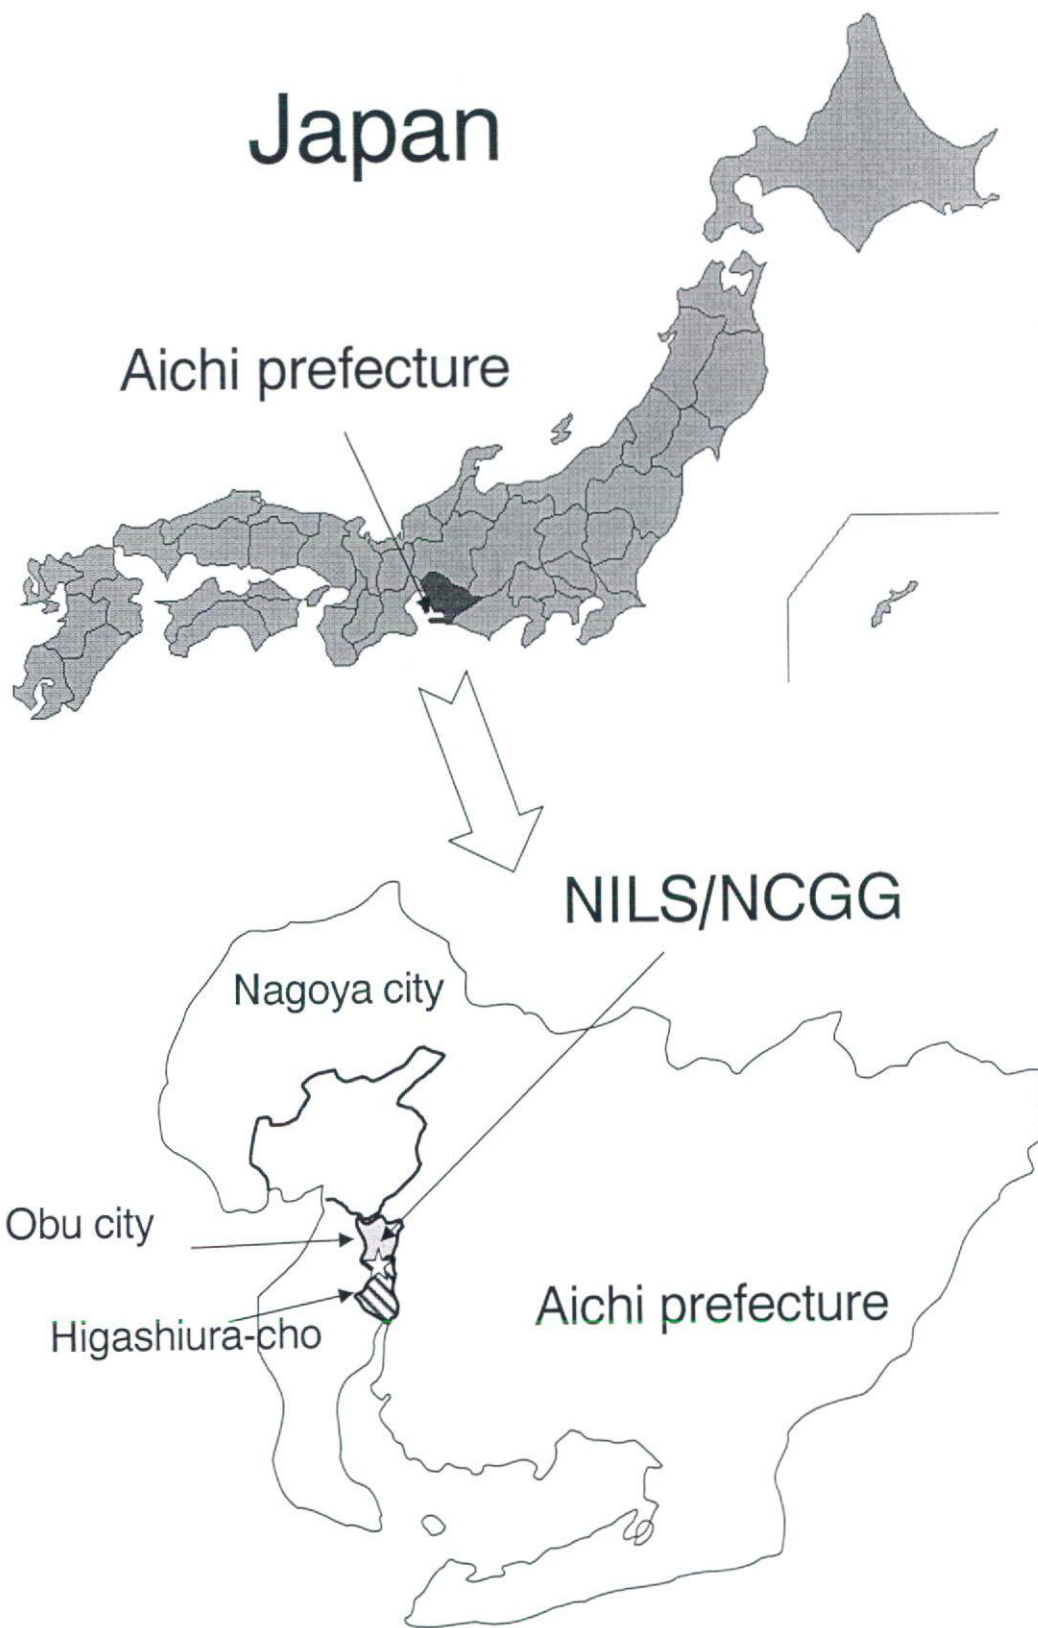 Japan
Aichi prefecture
NILS/NCGG
Nagoya city
Obu city
Higashiura-cho
Aichi prefecture